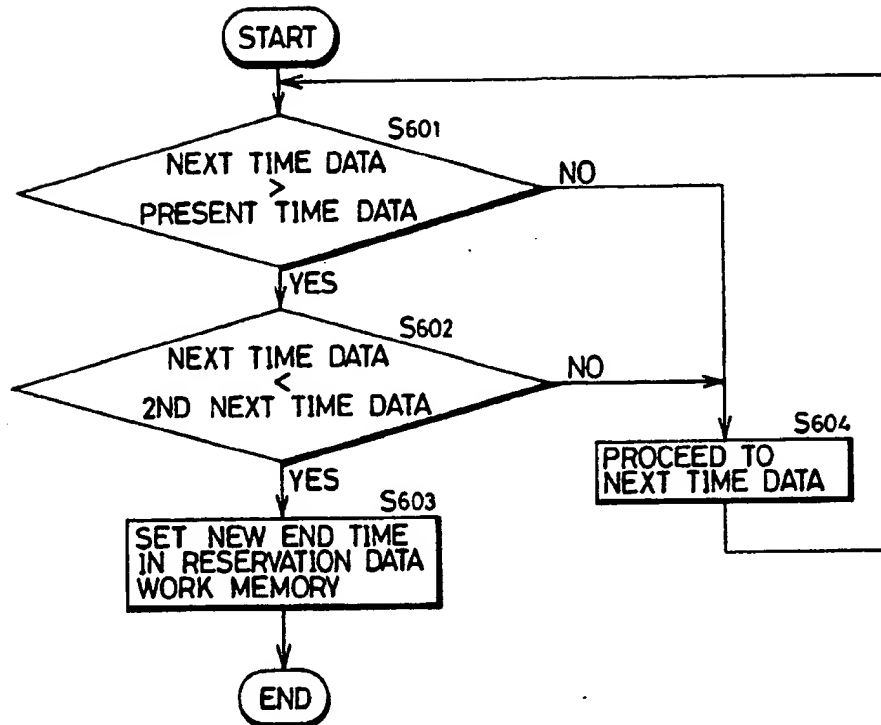 START
S601
NEXT TIME DATA
>
PRESENT TIME DATA
NO
YES
S602
NEXT TIME DATA
<
2ND NEXT TIME DATA
NO
YES
S604
PROCEED TO
NEXT TIME DATA
S603
SET NEW END TIME
IN RESERVATION DATA
WORK MEMORY
END